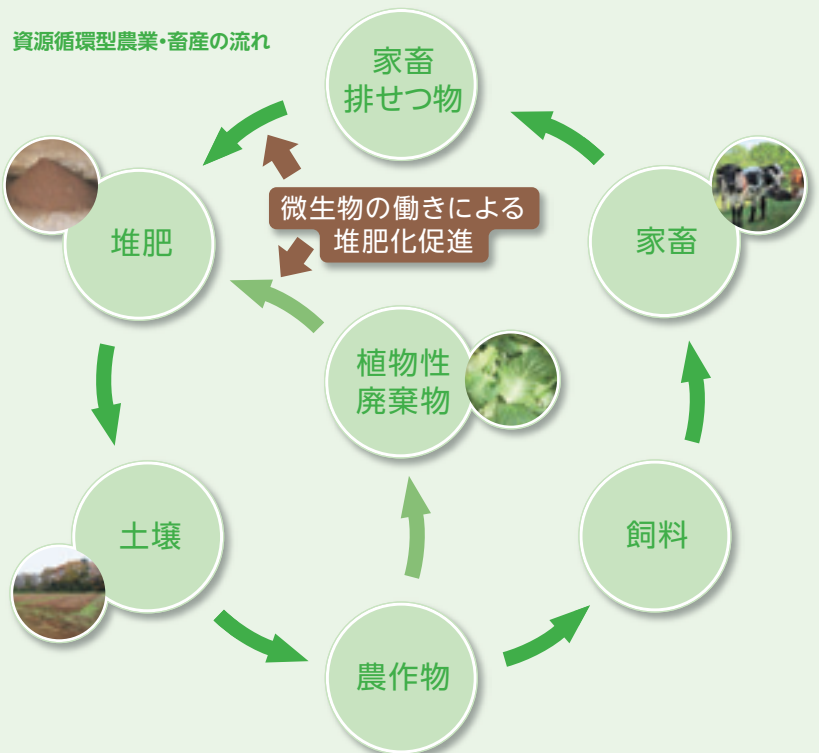 資源循環型農業・畜産の流れ
家畜
排せつ物
微生物の働きによる
堆肥化促進
堆肥
家畜
植物性
廃棄物
土壌
飼料
農作物